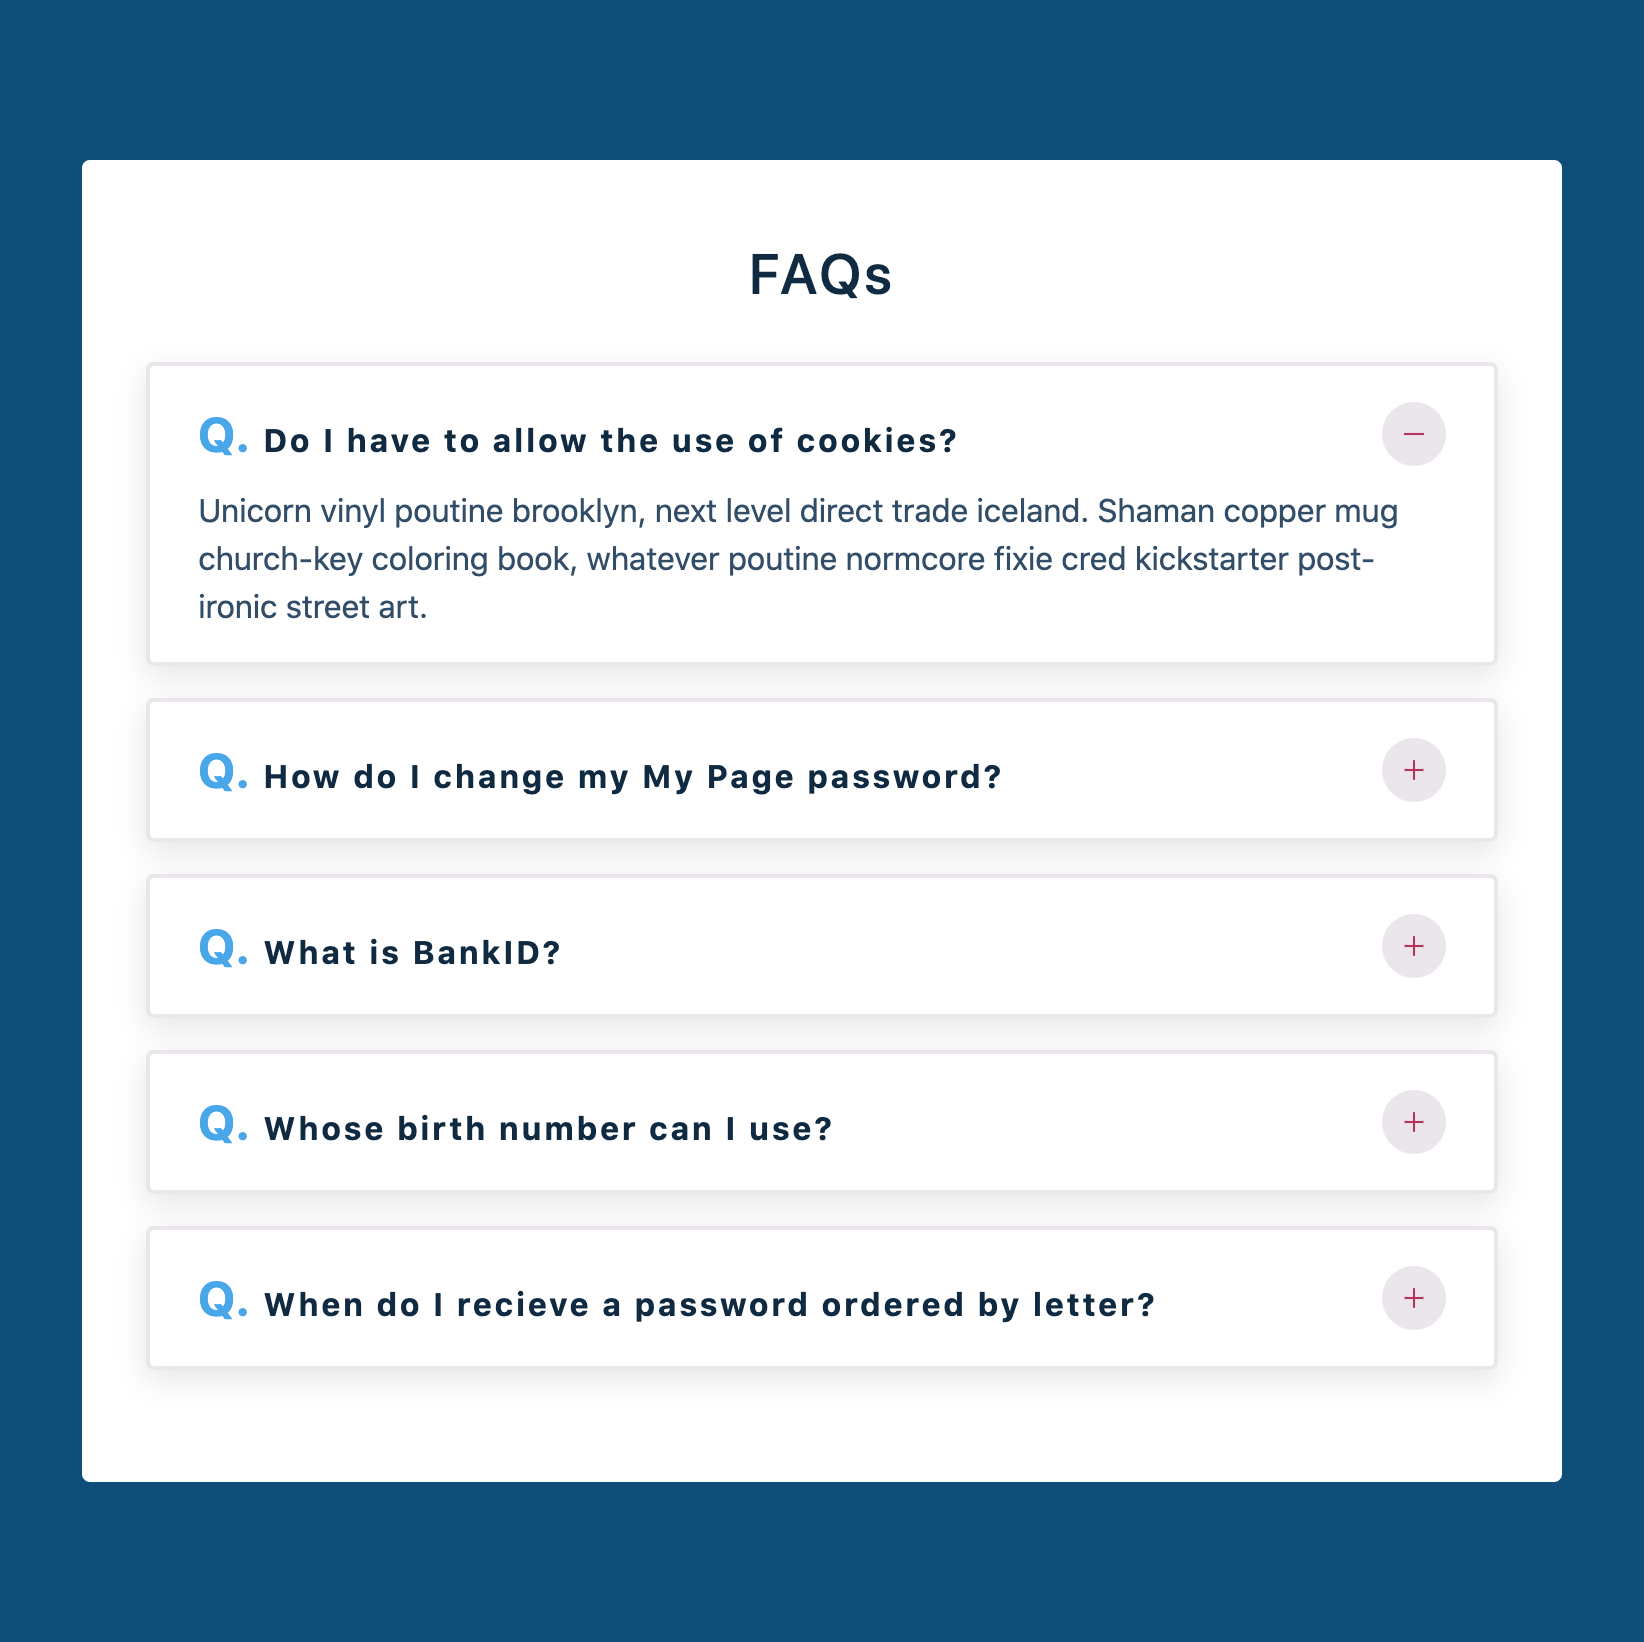 FAQs
Q. Do I have to allow the use of cookies?
Unicorn vinyl poutine brooklyn, next level direct trade iceland. Shaman copper mug
church-key coloring book, whatever poutine normcore fixie cred kickstarter post-
ironic street art.
Q. How do I change my My Page password?
Q. What is BankID?
Q. Whose birth number can I use?
Q. When do I recieve a password ordered by letter?